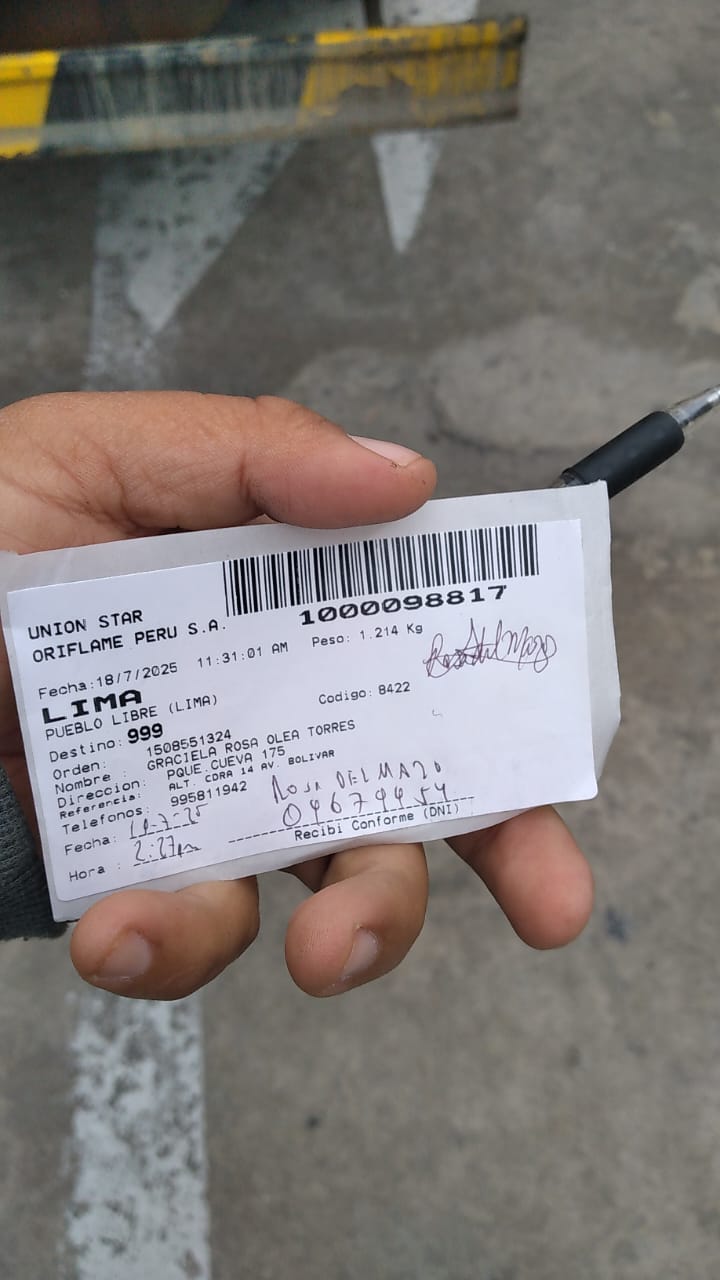 1000098817
UNION STAR
ORIFLAME PERU S.A.
Fecha:18/7/2025 11:31:01 AM Peso: 1.214 Kg
LIMA
PUEBLO LIBRE (LIMA)
Destino: 999 Codigo: 8422
Orden: 1508551324
Nombre : GRACIELA ROSA OLEA TORRES
Direccion: PQUE.CUEVA 175
Referencia: ALT. CDRA 14 AV. BOLIVAR
Telefonos: 995811942
ROSA DEL MAZO
Fecha:
Recibi Conforme (DNI)
Hora : 2:27pm